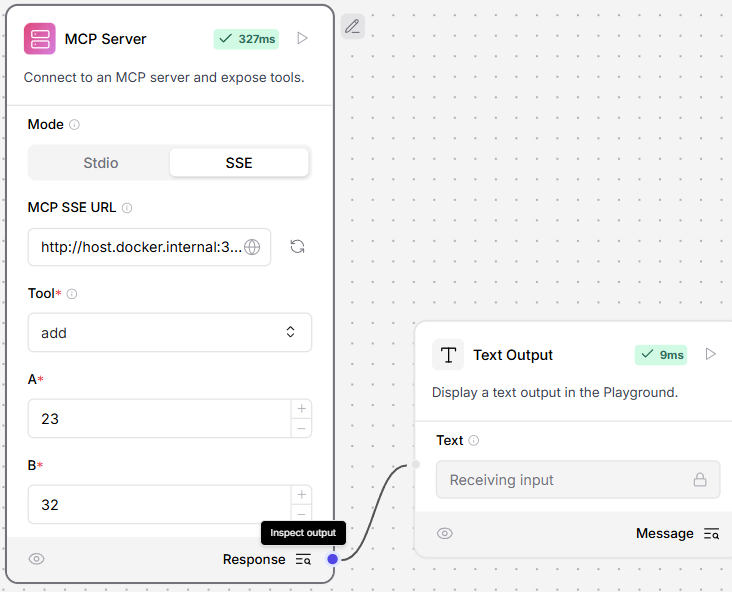 MCP Server
327ms
Connect to an MCP server and expose tools.
Mode
Stdio
SSE
MCP SSE URL
http://host.docker.internal:3...
Tool*
add
A*
23
B*
32
Inspect output
Response
Text Output
9ms
Display a text output in the Playground.
Text
Receiving input
Message